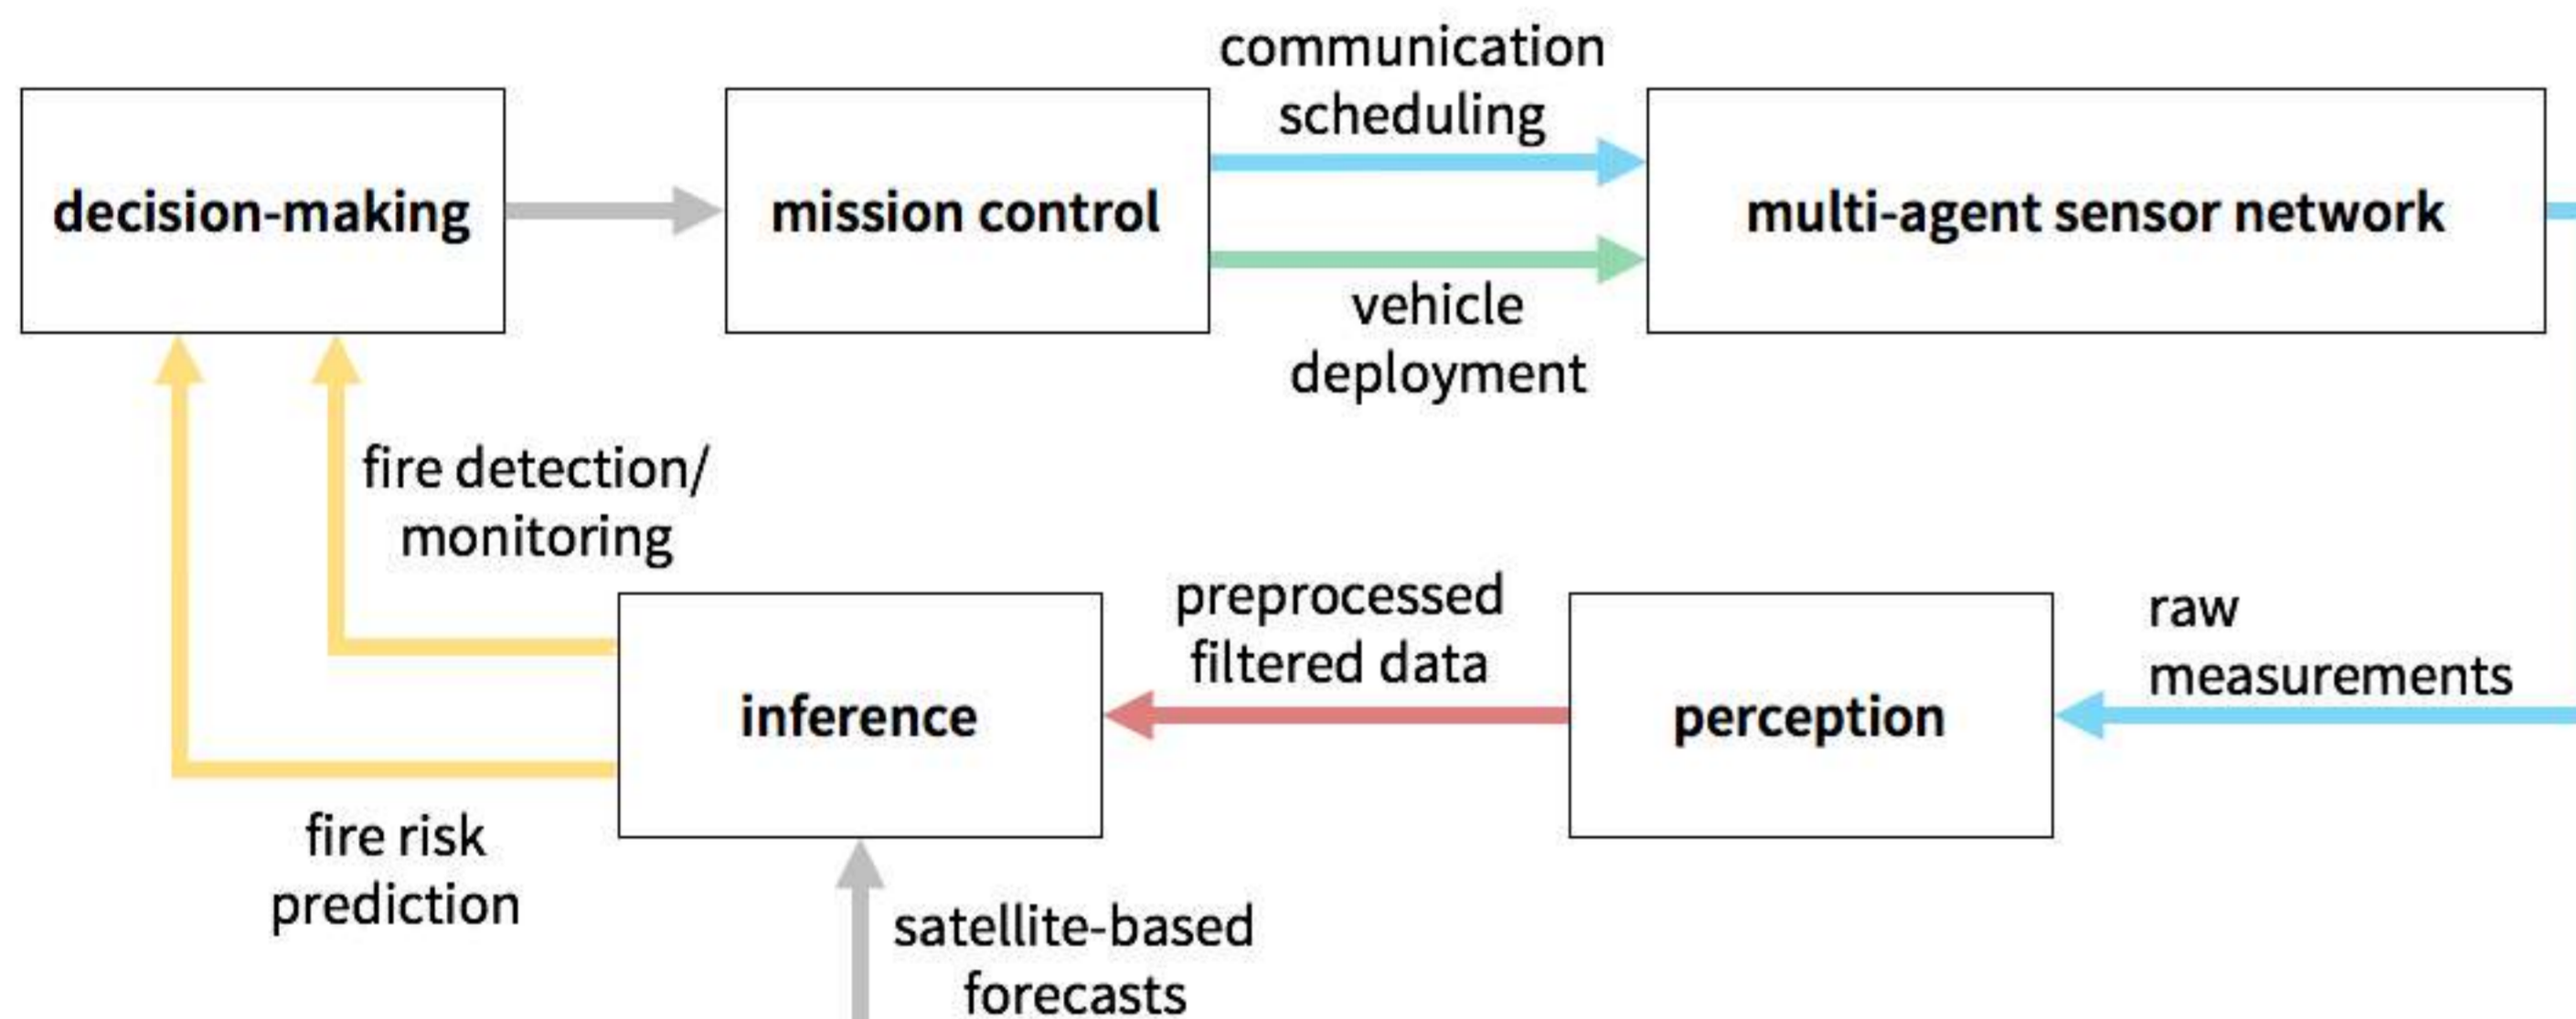 communication
scheduling
decision-making
mission control
multi-agent sensor network
vehicle
deployment
fire detection/
monitoring
preprocessed
filtered data
raw
measurements
inference
perception
fire risk
prediction
satellite-based
forecasts